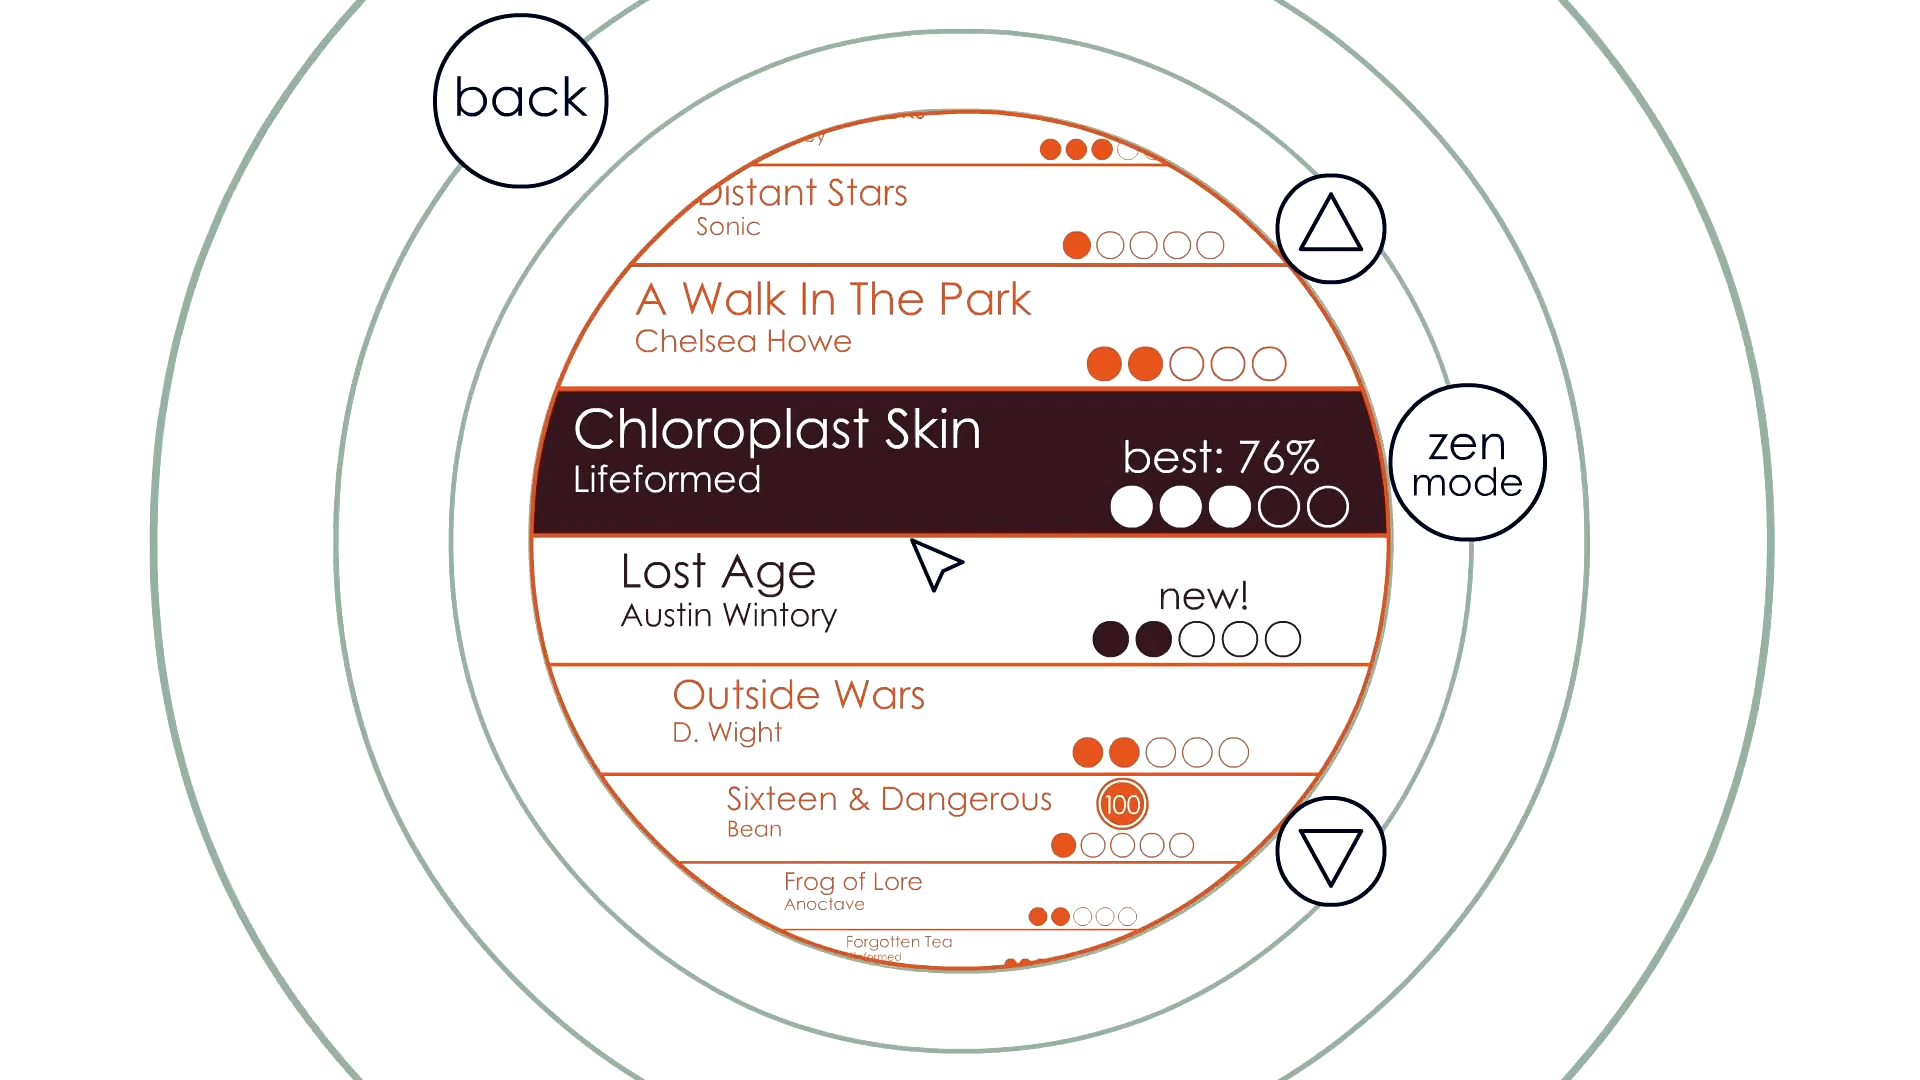 back
Distant Stars
Sonic
A Walk In The Park
Chelsea Howe
Chloroplast Skin
Lifeformed
best: 76%
zen
mode
Lost Age
Austin Wintory
new!
Outside Wars
D. Wight
Sixteen & Dangerous
100
Bean
Frog of Lore
Anoctave
Forgotten Tea